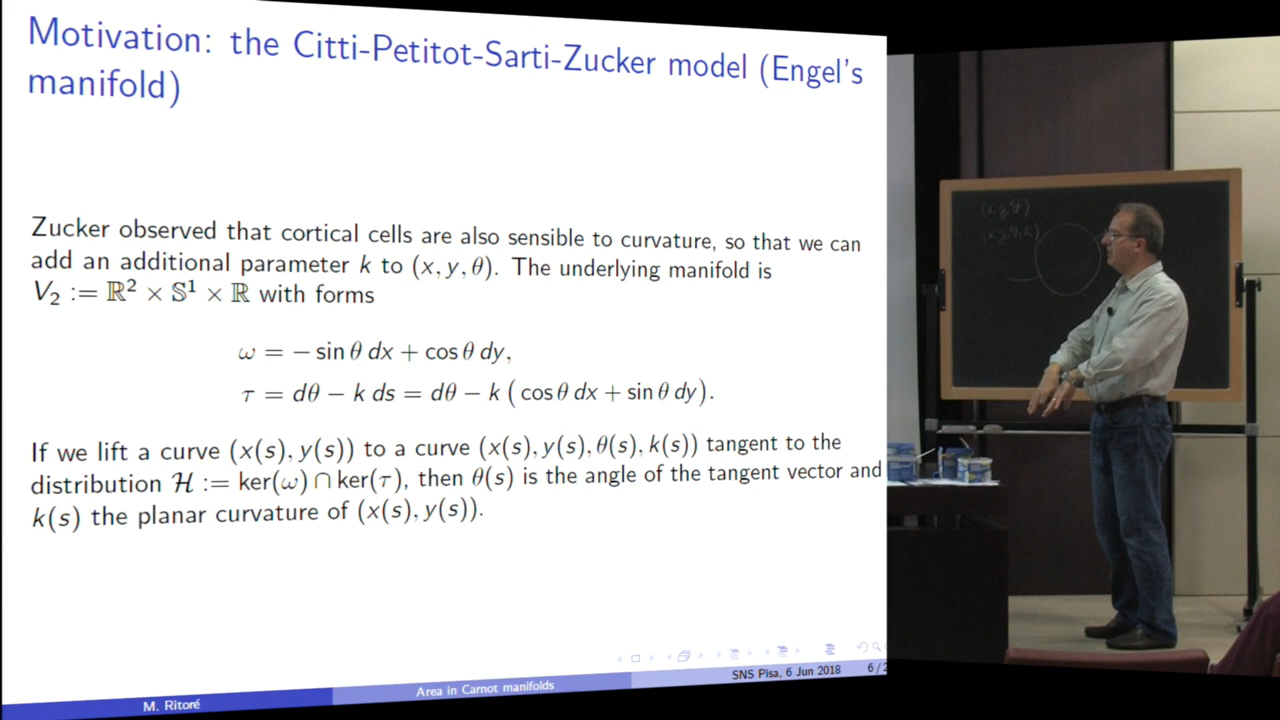 Motivation: the Citti-Petitot-Sarti-Zucker model (Engel's
manifold)
Zucker observed that cortical cells are also sensible to curvature, so that we can
add an additional parameter k to (x, y, θ). The underlying manifold is
V₂ := ℝ² × 𝕊¹ × ℝ with forms
ω = − sin θ dx + cos θ dy,
τ = dθ − k ds = dθ − k (cos θ dx + sin θ dy).
If we lift a curve (x(s), y(s)) to a curve (x(s), y(s), θ(s), k(s)) tangent to the
distribution ℋ := ker(ω) ∩ ker(τ), then θ(s) is the angle of the tangent vector and
k(s) the planar curvature of (x(s), y(s)).
M. Ritoré
Area in Carnot manifolds
SNS Pisa, 6 Jun 2018
6 / 2
(x, y, θ)
(x, y, θ, k)